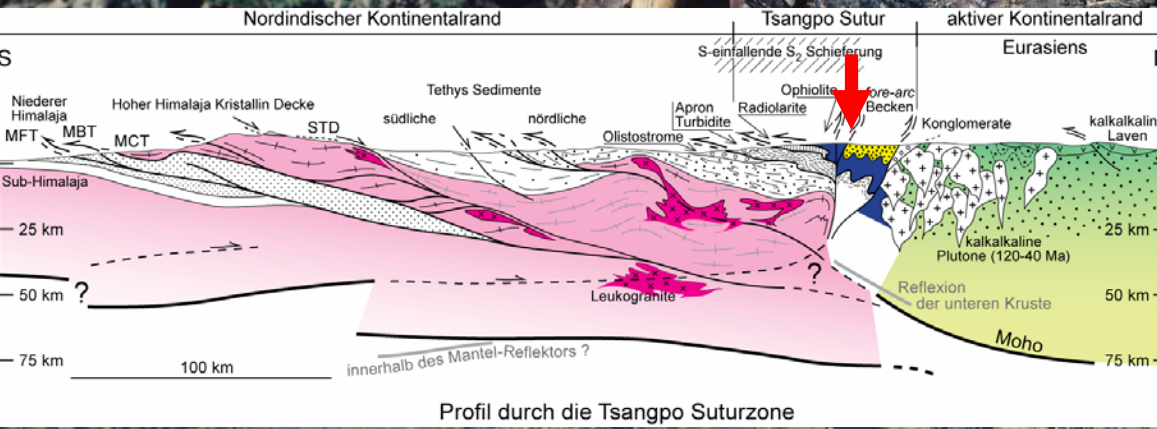 Nordindischer Kontinentalrand
Tsangpo Sutur
aktiver Kontinentalrand
Eurasiens
S
S-einfallende S2 Schieferung
Niederer
Himalaja
MFT
MBT
MCT
Hoher Himalaja Kristallin Decke
STD
Tethys Sedimente
südliche
nördliche
Olistostrome
Apron
Turbidite
Radiolarite
Ophiolite
fore-arc
Becken
Konglomerate
kalkalkalin
Laven
Sub-Himalaja
25 km
50 km
75 km
?
100 km
Leukogranite
innerhalb des Mantel-Reflektors ?
?
kalkalkaline
Plutone (120-40 Ma)
Reflexion
der unteren Kruste
Moho
25 km
50 km
75 km
Profil durch die Tsangpo Suturzone